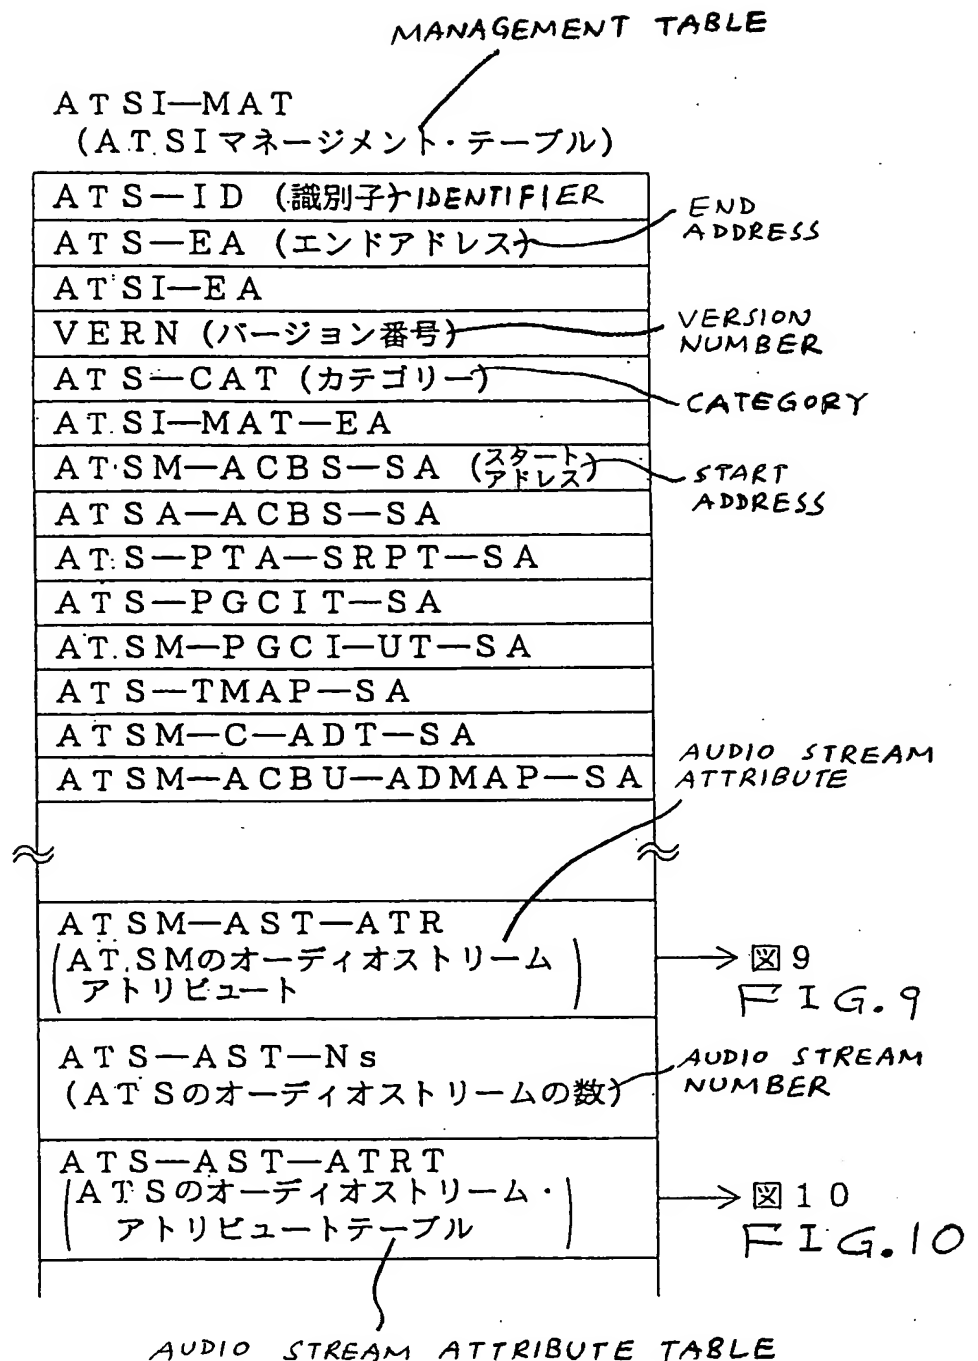 MANAGEMENT TABLE
ATSI—MAT
(ATSIマネージメント・テーブル)
ATS—ID (識別子) IDENTIFIER
ATS—EA (エンドアドレス)
END
ADDRESS
ATSI—EA
VERN (バージョン番号)
VERSION
NUMBER
ATS—CAT (カテゴリー)
CATEGORY
ATSI—MAT—EA
ATSM—ACBS—SA (スタート
アドレス)
START
ADDRESS
ATSA—ACBS—SA
ATS—PTA—SRPT—SA
ATS—PGCIT—SA
ATSM—PGCI—UT—SA
ATS—TMAP—SA
ATSM—C—ADT—SA
ATSM—ACBU—ADMAP—SA
AUDIO STREAM
ATTRIBUTE
ATSM—AST—ATR
(ATSMのオーディオストリーム
アトリビュート)
図9
FIG.9
ATS—AST—Ns
(ATSのオーディオストリームの数)
AUDIO STREAM
NUMBER
ATS—AST—ATRT
(ATSのオーディオストリーム・
アトリビュートテーブル)
図10
FIG.10
AUDIO STREAM ATTRIBUTE TABLE